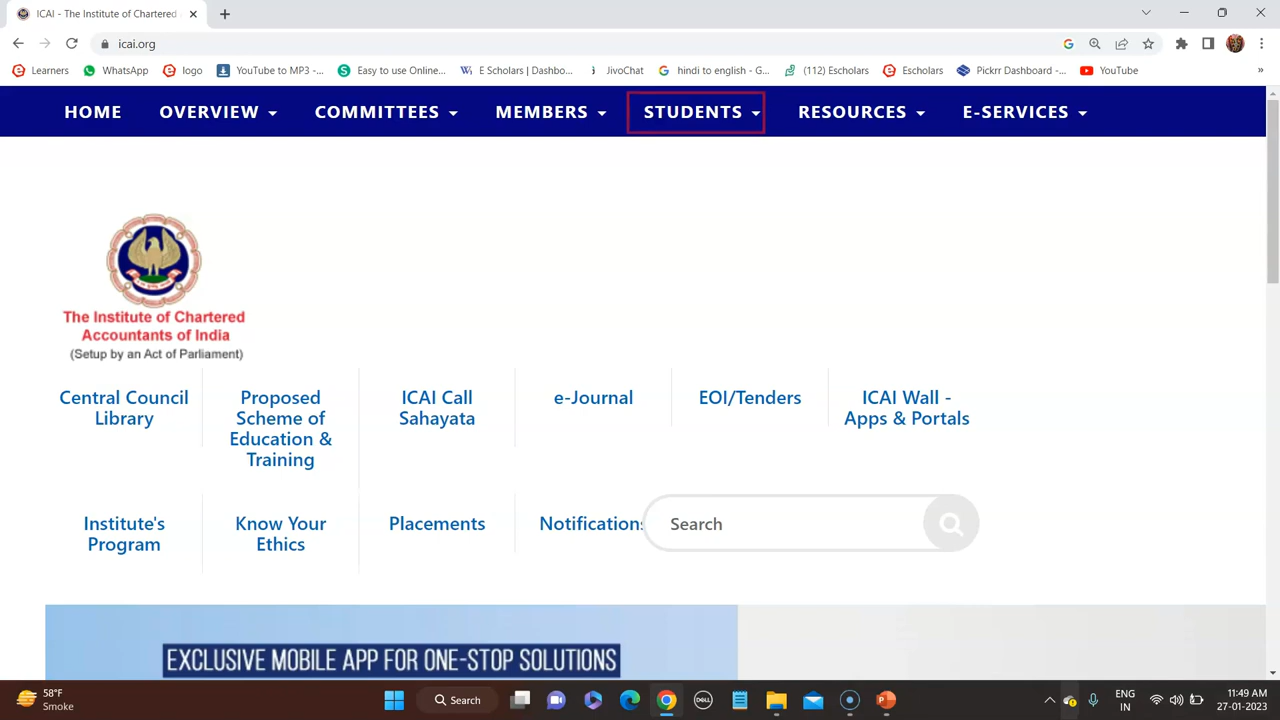 ICAI - The Institute of Chartered
icai.org
Learners WhatsApp logo YouTube to MP3 -... Easy to use Online... E Scholars | Dashbo... JivoChat hindi to english - G... (112) Escholars Escholars Pickrr Dashboard -... YouTube »
HOME OVERVIEW COMMITTEES MEMBERS STUDENTS RESOURCES E-SERVICES
The Institute of Chartered
Accountants of India
(Setup by an Act of Parliament)
Central Council
Library
Proposed
Scheme of
Education &
Training
ICAI Call
Sahayata
e-Journal
EOI/Tenders
ICAI Wall -
Apps & Portals
Institute's
Program
Know Your
Ethics
Placements
Notifications
Search
EXCLUSIVE MOBILE APP FOR ONE-STOP SOLUTIONS
58°F
Smoke
Search
DELL
ENG
IN
11:49 AM
27-01-2023